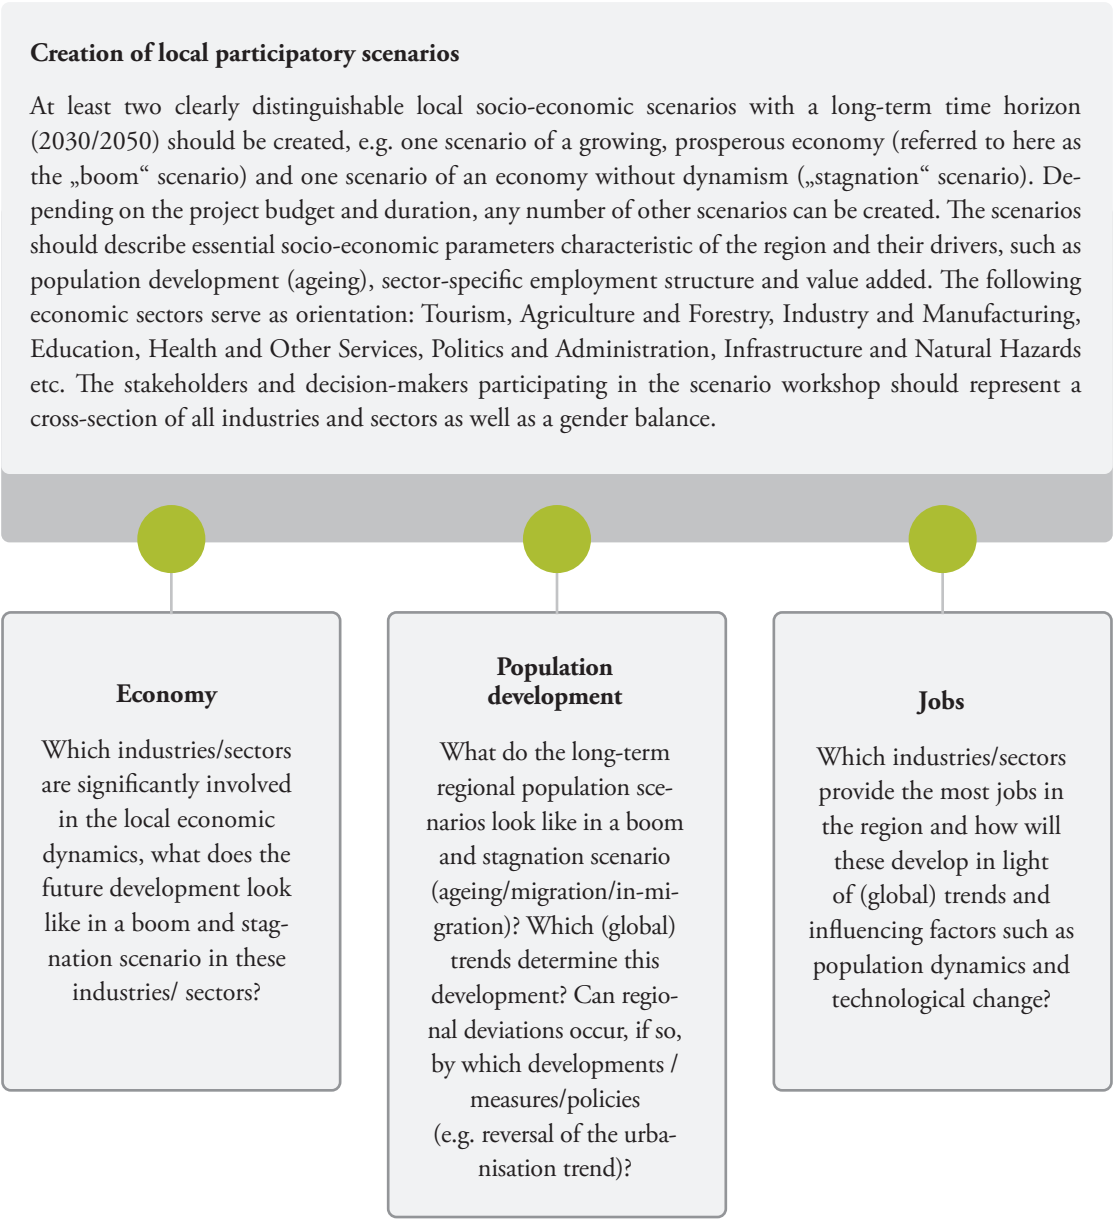 Creation of local participatory scenarios
At least two clearly distinguishable local socio-economic scenarios with a long-term time horizon
(2030/2050) should be created, e.g. one scenario of a growing, prosperous economy (referred to here as
the „boom“ scenario) and one scenario of an economy without dynamism („stagnation“ scenario). De-
pending on the project budget and duration, any number of other scenarios can be created. The scenarios
should describe essential socio-economic parameters characteristic of the region and their drivers, such as
population development (ageing), sector-specific employment structure and value added. The following
economic sectors serve as orientation: Tourism, Agriculture and Forestry, Industry and Manufacturing,
Education, Health and Other Services, Politics and Administration, Infrastructure and Natural Hazards
etc. The stakeholders and decision-makers participating in the scenario workshop should represent a
cross-section of all industries and sectors as well as a gender balance.
Economy
Which industries/sectors
are significantly involved
in the local economic
dynamics, what does the
future development look
like in a boom and stag-
nation scenario in these
industries/ sectors?
Population
development
What do the long-term
regional population sce-
narios look like in a boom
and stagnation scenario
(ageing/migration/in-mi-
gration)? Which (global)
trends determine this
development? Can regio-
nal deviations occur, if so,
by which developments /
measures/policies
(e.g. reversal of the urba-
nisation trend)?
Jobs
Which industries/sectors
provide the most jobs in
the region and how will
these develop in light
of (global) trends and
influencing factors such as
population dynamics and
technological change?